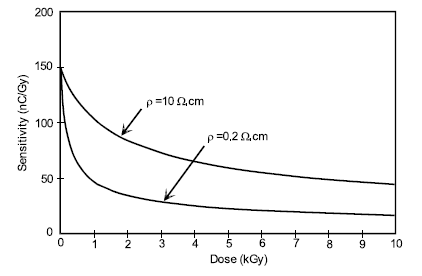 200
150
100
50
0
Sensitivity (nC/Gy)
ρ =10 Ω.cm
ρ =0,2 Ω.cm
0 1 2 3 4 5 6 7 8 9 10
Dose (kGy)